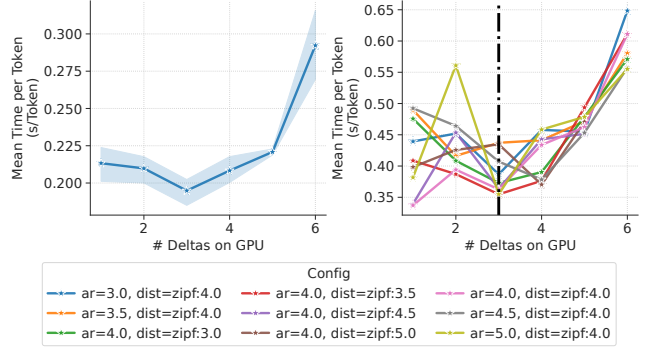 Mean Time per Token
(s/Token)
0.300
0.275
0.250
0.225
0.200
2
4
6
# Deltas on GPU
Mean Time per Token
(s/Token)
0.65
0.60
0.55
0.50
0.45
0.40
0.35
2
4
6
# Deltas on GPU
Config
ar=3.0, dist=zipf:4.0
ar=3.5, dist=zipf:4.0
ar=4.0, dist=zipf:3.0
ar=4.0, dist=zipf:3.5
ar=4.0, dist=zipf:4.5
ar=4.0, dist=zipf:5.0
ar=4.0, dist=zipf:4.0
ar=4.5, dist=zipf:4.0
ar=5.0, dist=zipf:4.0